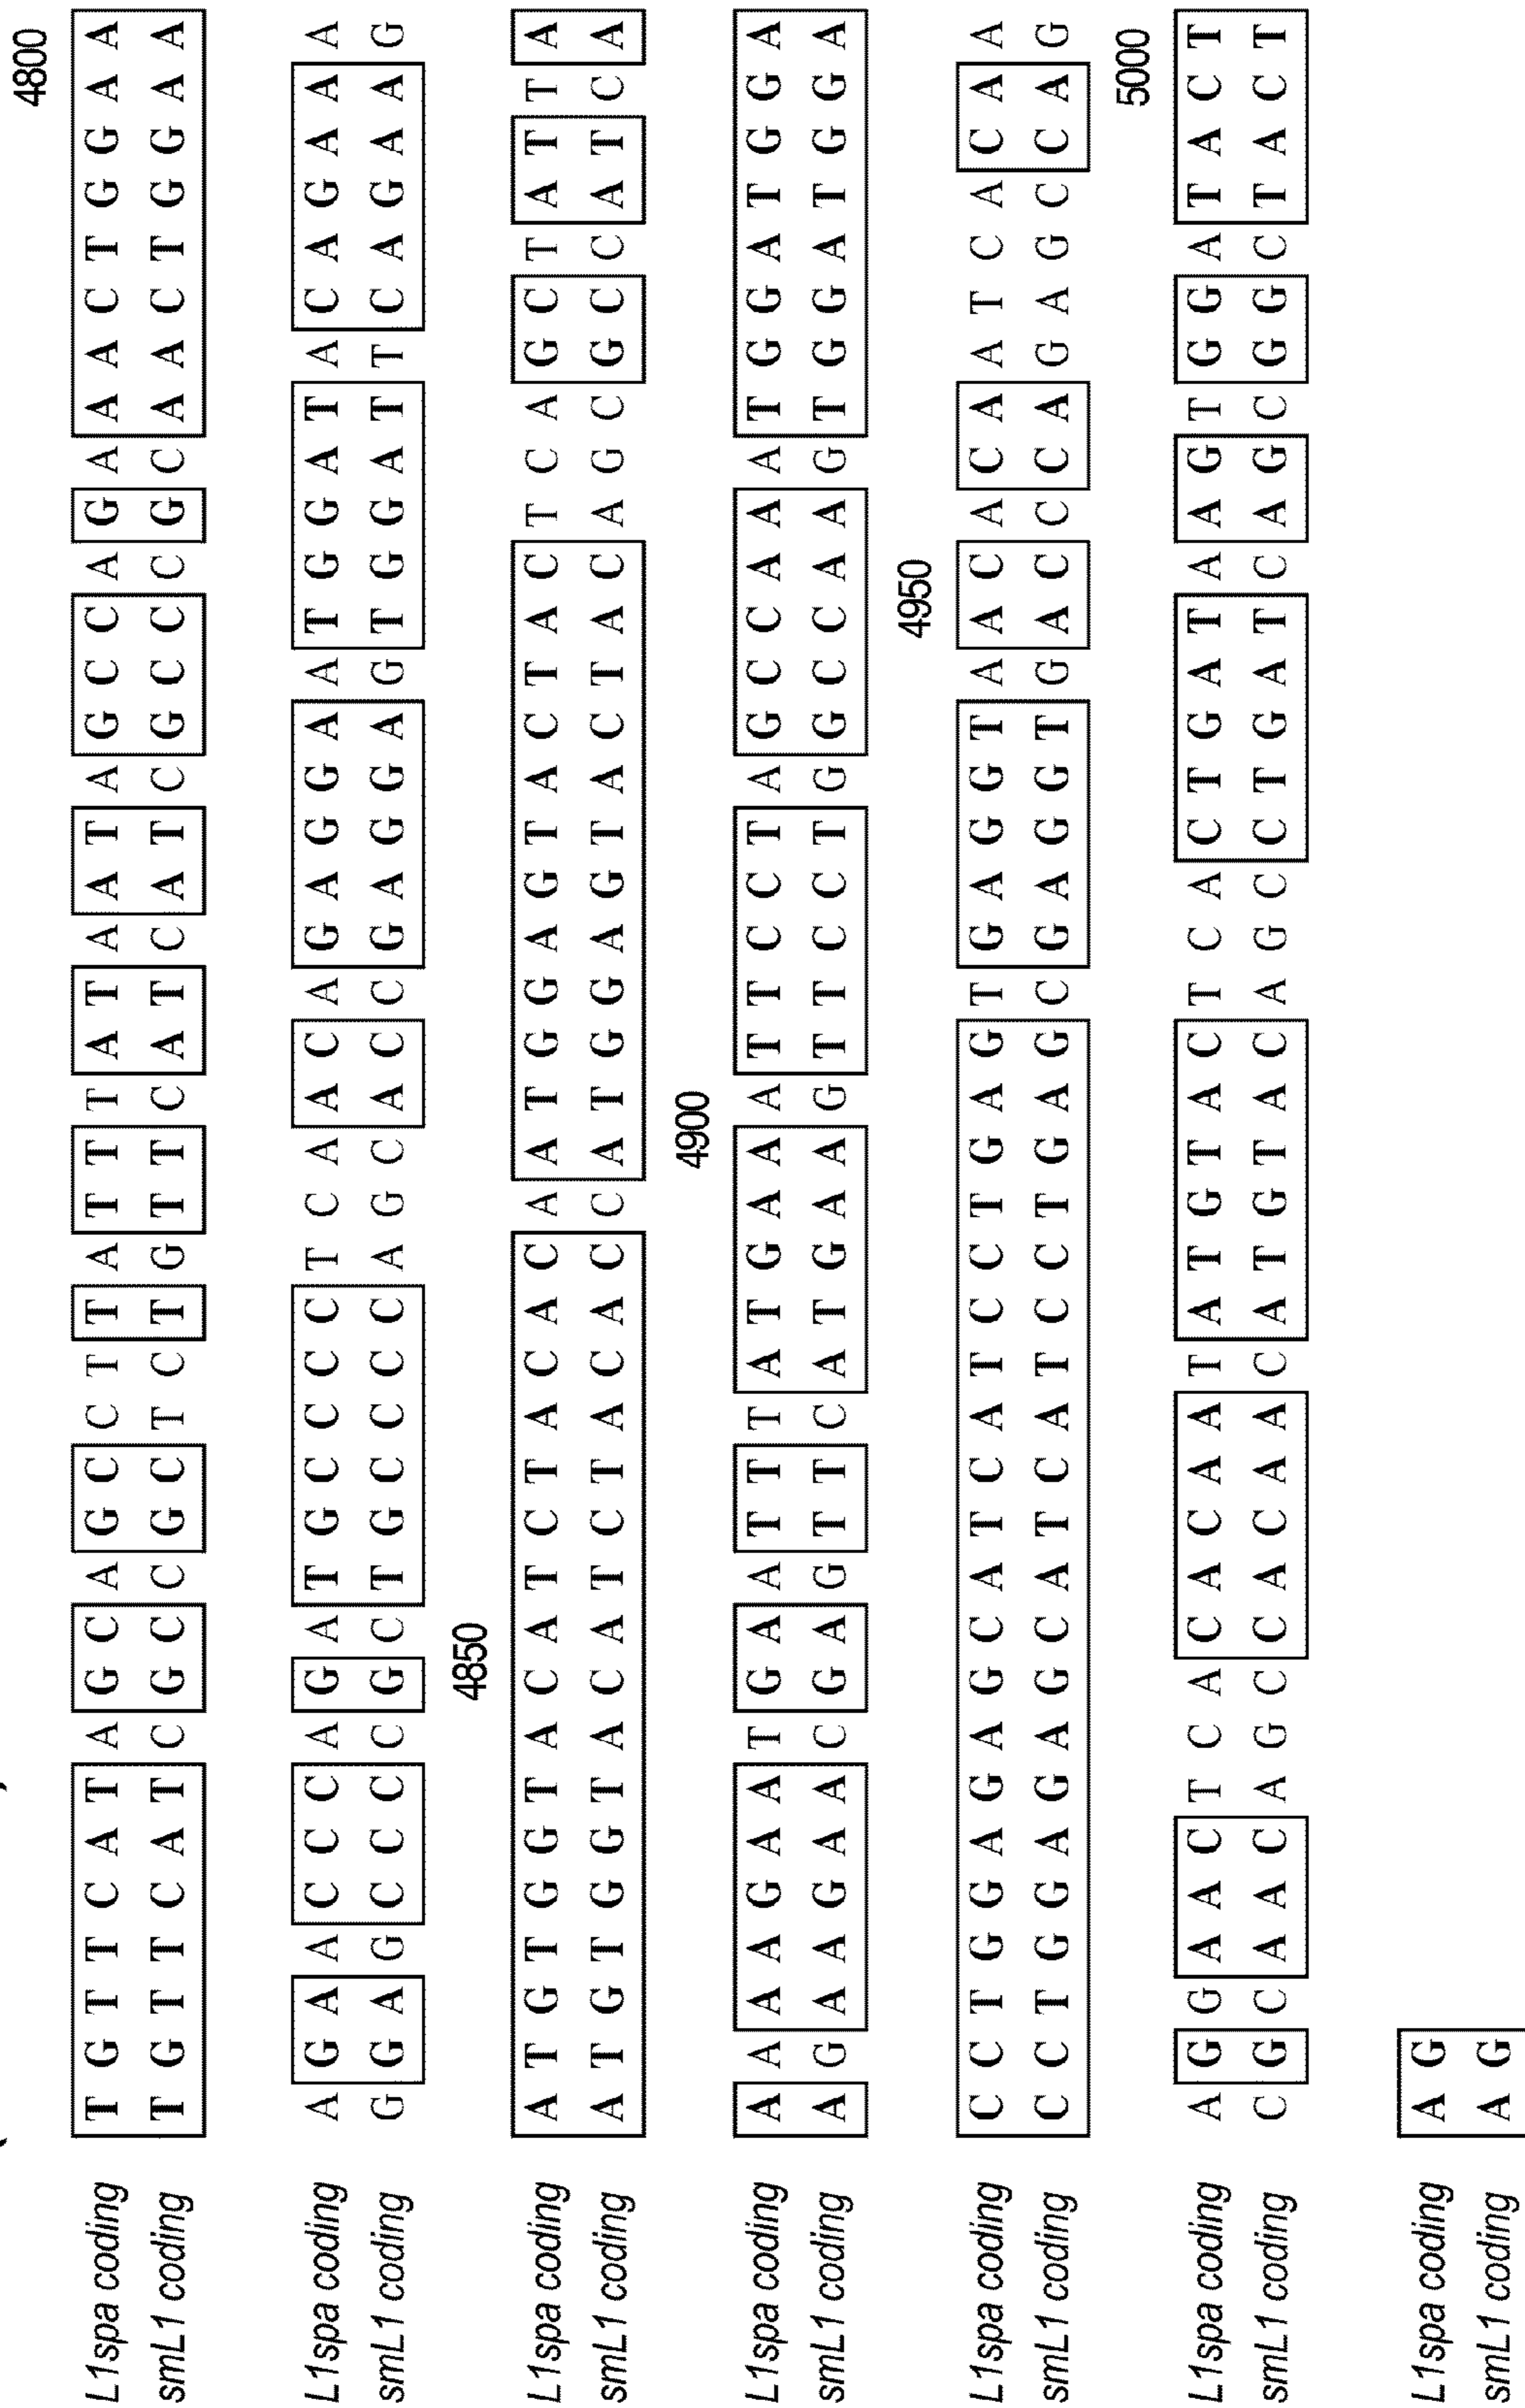 4800
L1spa coding T G T T C A T A G C A G C C T T A T T T A T A A T A G C C A G A A A C T G G A A
smL1 coding T G T T C A T C G C C G C T C T G T T C A T C A T C G C C C G C A A C T G G A A
L1spa coding A G A A C C C A G A T G C C C C T C A A C A G A G G A A T G G A T A C A G A A A
smL1 coding G G A G C C C C G C T G C C C C A G C A C C G A G G A G T G G A T T C A G A A G
4850
L1spa coding A T G T G G T A C A T C T A C A C A A T G G A G T A C T A C T C A G C T A T T A
smL1 coding A T G T G G T A C A T C T A C A C C A T G G A G T A C T A C A G C G C C A T C A
4900
L1spa coding A A A A G A A T G A A T T T A T G A A A T T C C T A G C C A A A T G G A T G G A
smL1 coding A G A A G A A C G A G T T C A T G A A G T T C C T G G C C A A G T G G A T G G A
4950
L1spa coding C C T G G A G A G C A T C A T C C T G A G T G A G G T A A C A C A A T C A C A A
smL1 coding C C T G G A G A G C A T C A T C C T G A G C G A G G T G A C C C A G A G C C A G
5000
L1spa coding A G G A A C T C A C A C A A T A T G T A C T C A C T G A T A A G T G G A T A C T
smL1 coding C G C A A C A G C C A C A A C A T G T A C A G C C T G A T C A G C G G C T A C T
L1spa coding A G
smL1 coding A G